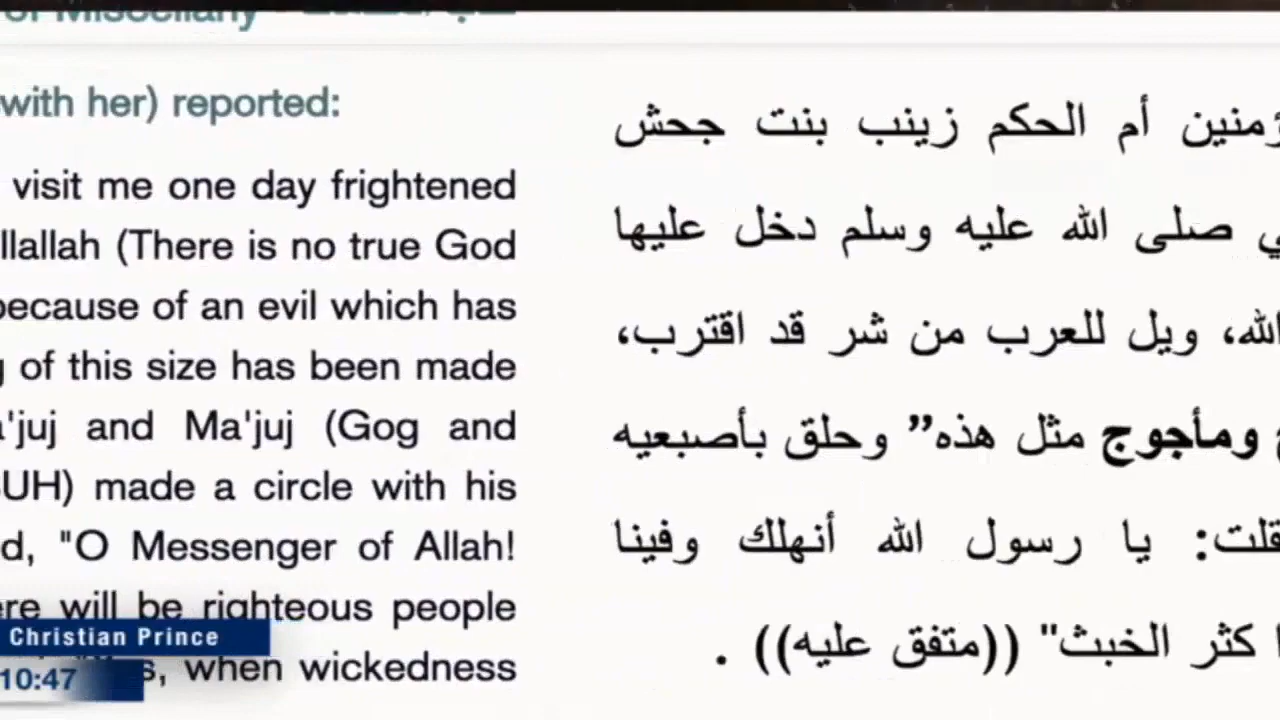 of Miscellany
with her) reported:
visit me one day frightened
llallah (There is no true God
because of an evil which has
g of this size has been made
a'juj and Ma'juj (Gog and
BUH) made a circle with his
d, "O Messenger of Allah!
ere will be righteous people
s, when wickedness
ؤمنين أم الحكم زينب بنت جحش
ي صلى الله عليه وسلم دخل عليها
الله، ويل للعرب من شر قد اقترب،
ج ومأجوج مثل هذه” وحلق بأصبعيه
قلت: يا رسول الله أنهلك وفينا
ا كثر الخبث" ((متفق عليه)) .
Christian Prince
10:47